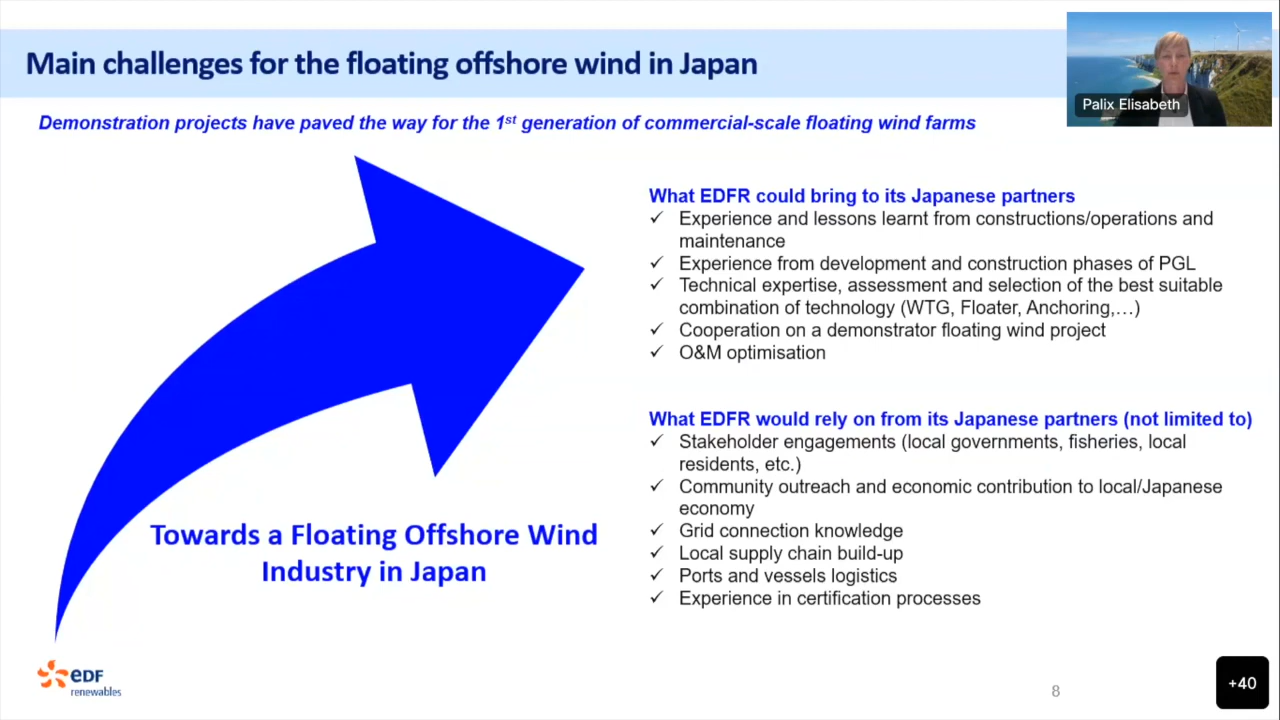 Main challenges for the floating offshore wind in Japan
Palix Elisabeth
Demonstration projects have paved the way for the 1st generation of commercial-scale floating wind farms
What EDFR could bring to its Japanese partners
✓ Experience and lessons learnt from constructions/operations and
maintenance
✓ Experience from development and construction phases of PGL
✓ Technical expertise, assessment and selection of the best suitable
combination of technology (WTG, Floater, Anchoring,…)
✓ Cooperation on a demonstrator floating wind project
✓ O&M optimisation
What EDFR would rely on from its Japanese partners (not limited to)
✓ Stakeholder engagements (local governments, fisheries, local
residents, etc.)
✓ Community outreach and economic contribution to local/Japanese
economy
✓ Grid connection knowledge
✓ Local supply chain build-up
✓ Ports and vessels logistics
✓ Experience in certification processes
Towards a Floating Offshore Wind
Industry in Japan
eDF
renewables
8
+40